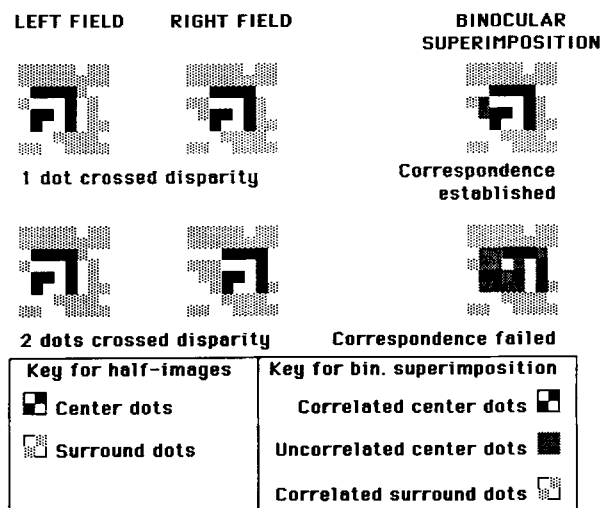 LEFT FIELD
RIGHT FIELD
BINOCULAR
SUPERIMPOSITION
1 dot crossed disparity
Correspondence
established
2 dots crossed disparity
Correspondence failed
Key for half-images
Center dots
Surround dots
Key for bin. superimposition
Correlated center dots
Uncorrelated center dots
Correlated surround dots